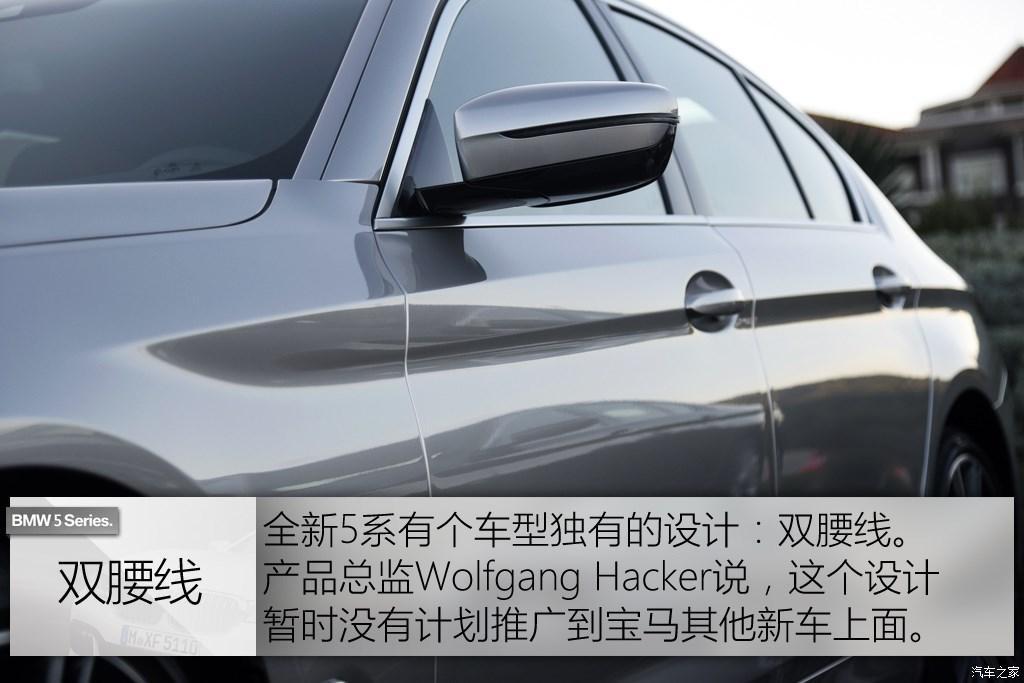 BMW 5 Series.
双腰线
全新5系有个车型独有的设计：双腰线。
产品总监Wolfgang Hacker说，这个设计
暂时没有计划推广到宝马其他新车上面。
M•XF 5110
汽车之家